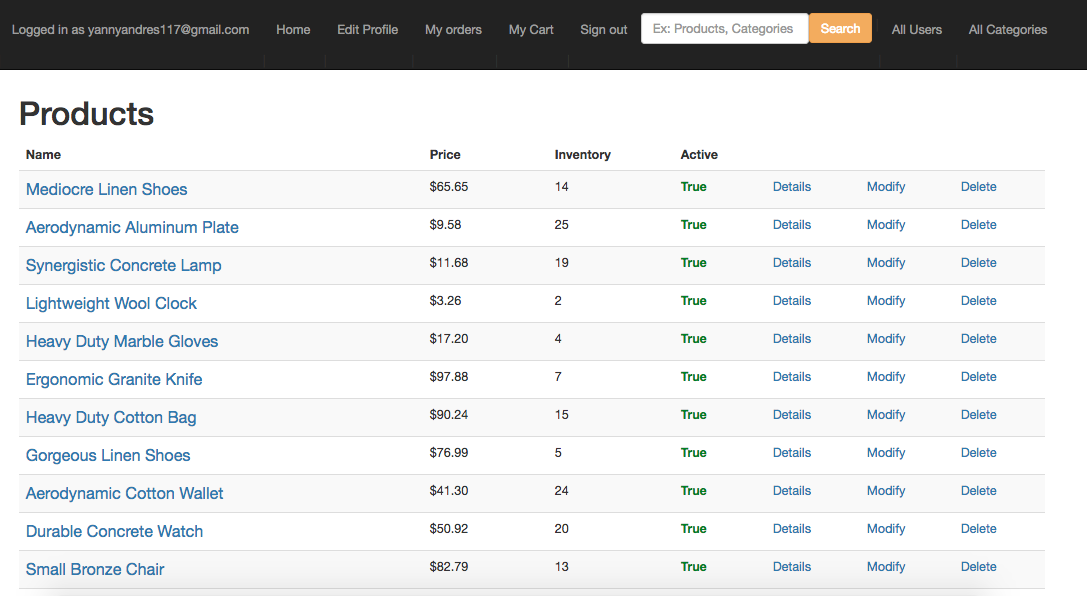 Logged in as yannyandres117@gmail.com Home Edit Profile My orders My Cart Sign out Ex: Products, Categories Search All Users All Categories
Products
Name Price Inventory Active
Mediocre Linen Shoes $65.65 14 True Details Modify Delete
Aerodynamic Aluminum Plate $9.58 25 True Details Modify Delete
Synergistic Concrete Lamp $11.68 19 True Details Modify Delete
Lightweight Wool Clock $3.26 2 True Details Modify Delete
Heavy Duty Marble Gloves $17.20 4 True Details Modify Delete
Ergonomic Granite Knife $97.88 7 True Details Modify Delete
Heavy Duty Cotton Bag $90.24 15 True Details Modify Delete
Gorgeous Linen Shoes $76.99 5 True Details Modify Delete
Aerodynamic Cotton Wallet $41.30 24 True Details Modify Delete
Durable Concrete Watch $50.92 20 True Details Modify Delete
Small Bronze Chair $82.79 13 True Details Modify Delete